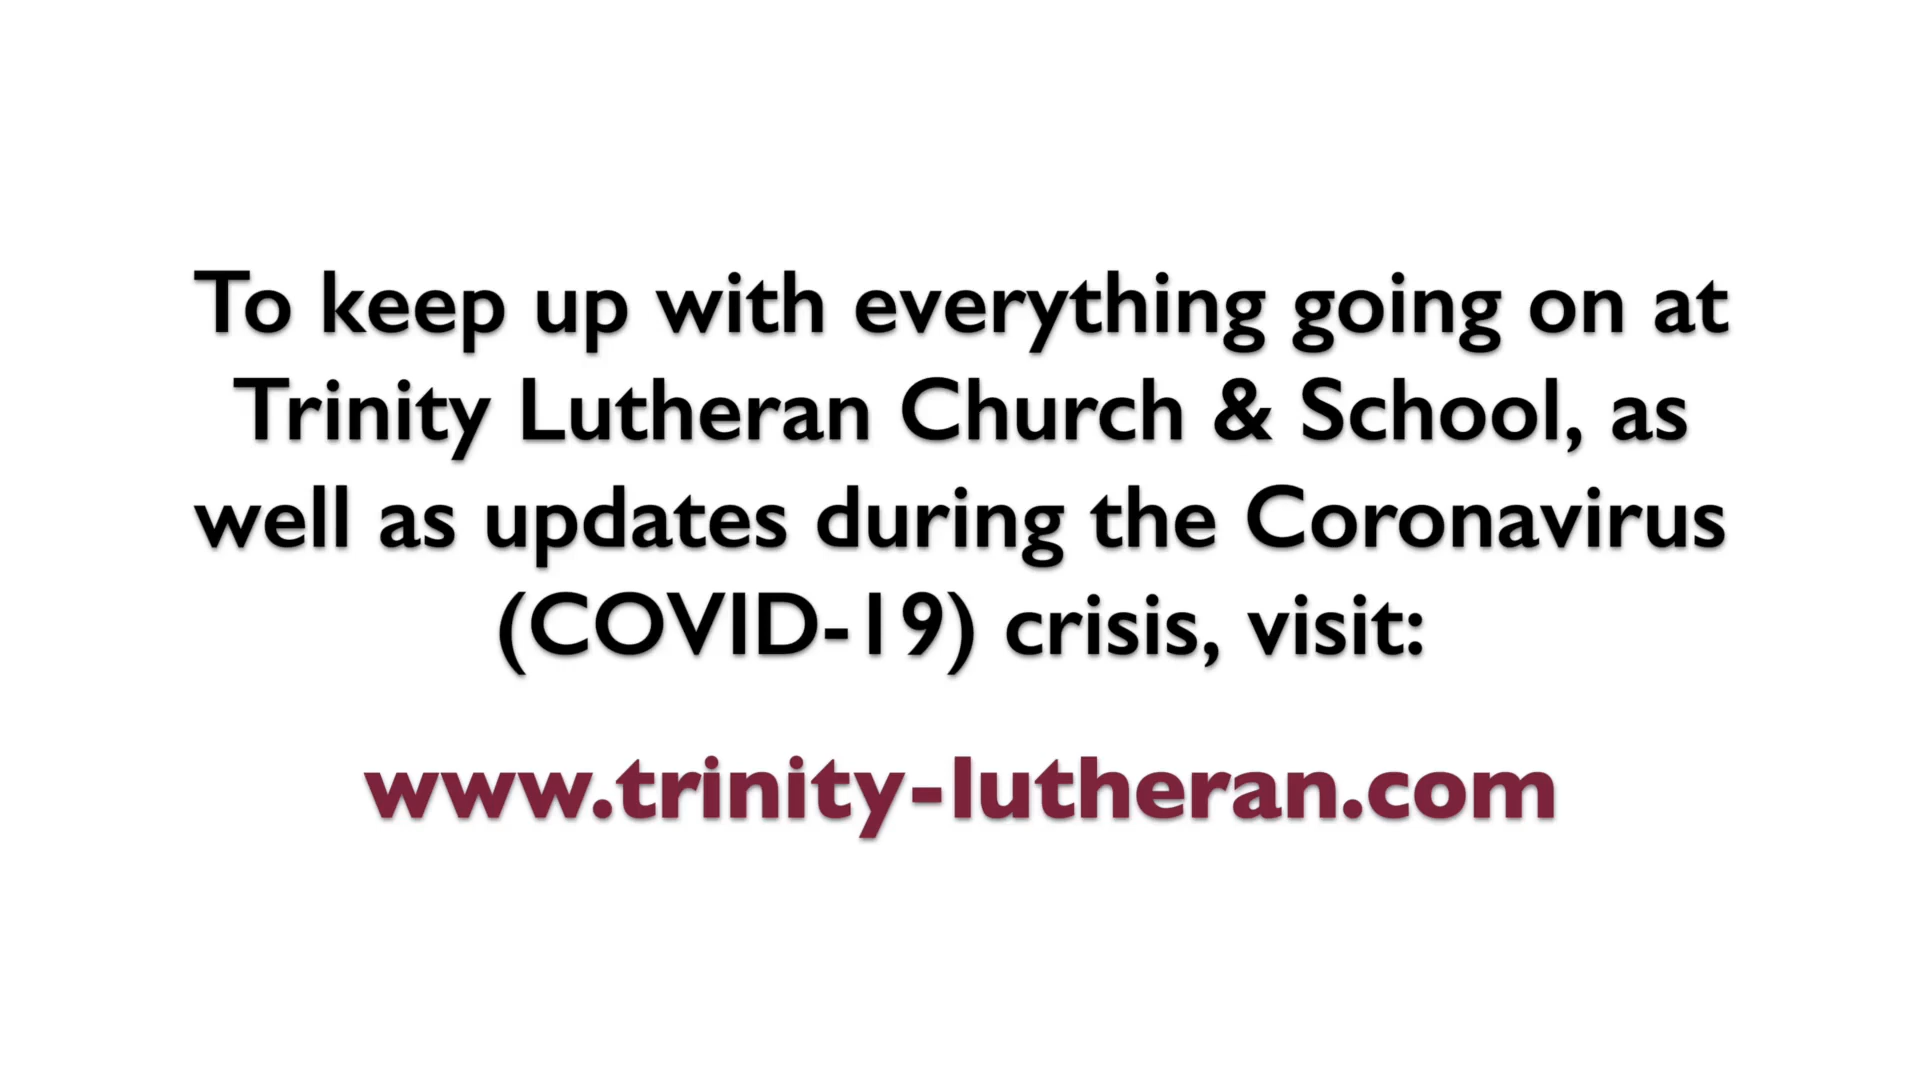 To keep up with everything going on at
Trinity Lutheran Church & School, as
well as updates during the Coronavirus
(COVID-19) crisis, visit:
www.trinity-lutheran.com